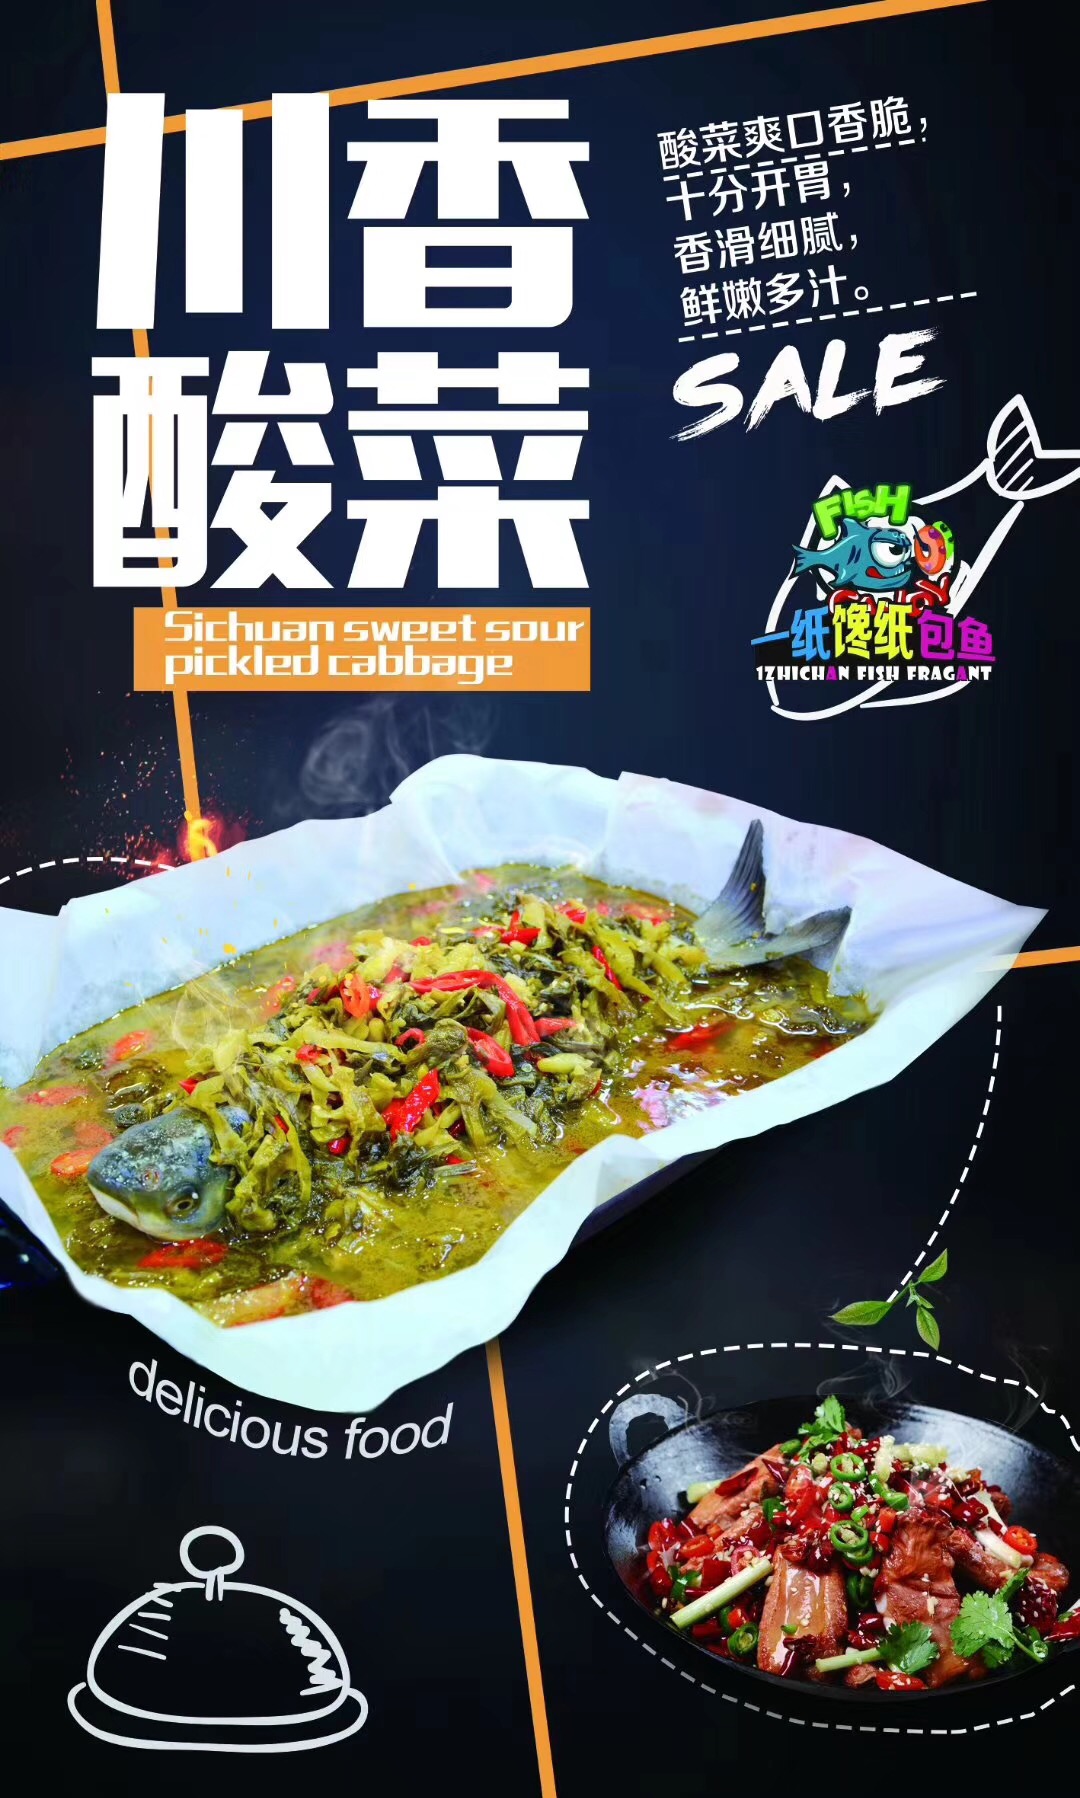 川香
酸菜
Sichuan sweet sour
pickled cabbage
酸菜爽口香脆，
十分开胃，
香滑细腻，
鲜嫩多汁。
SALE
FISH
一纸馋纸包鱼
1ZHICHAN FISH FRAGANT
delicious food